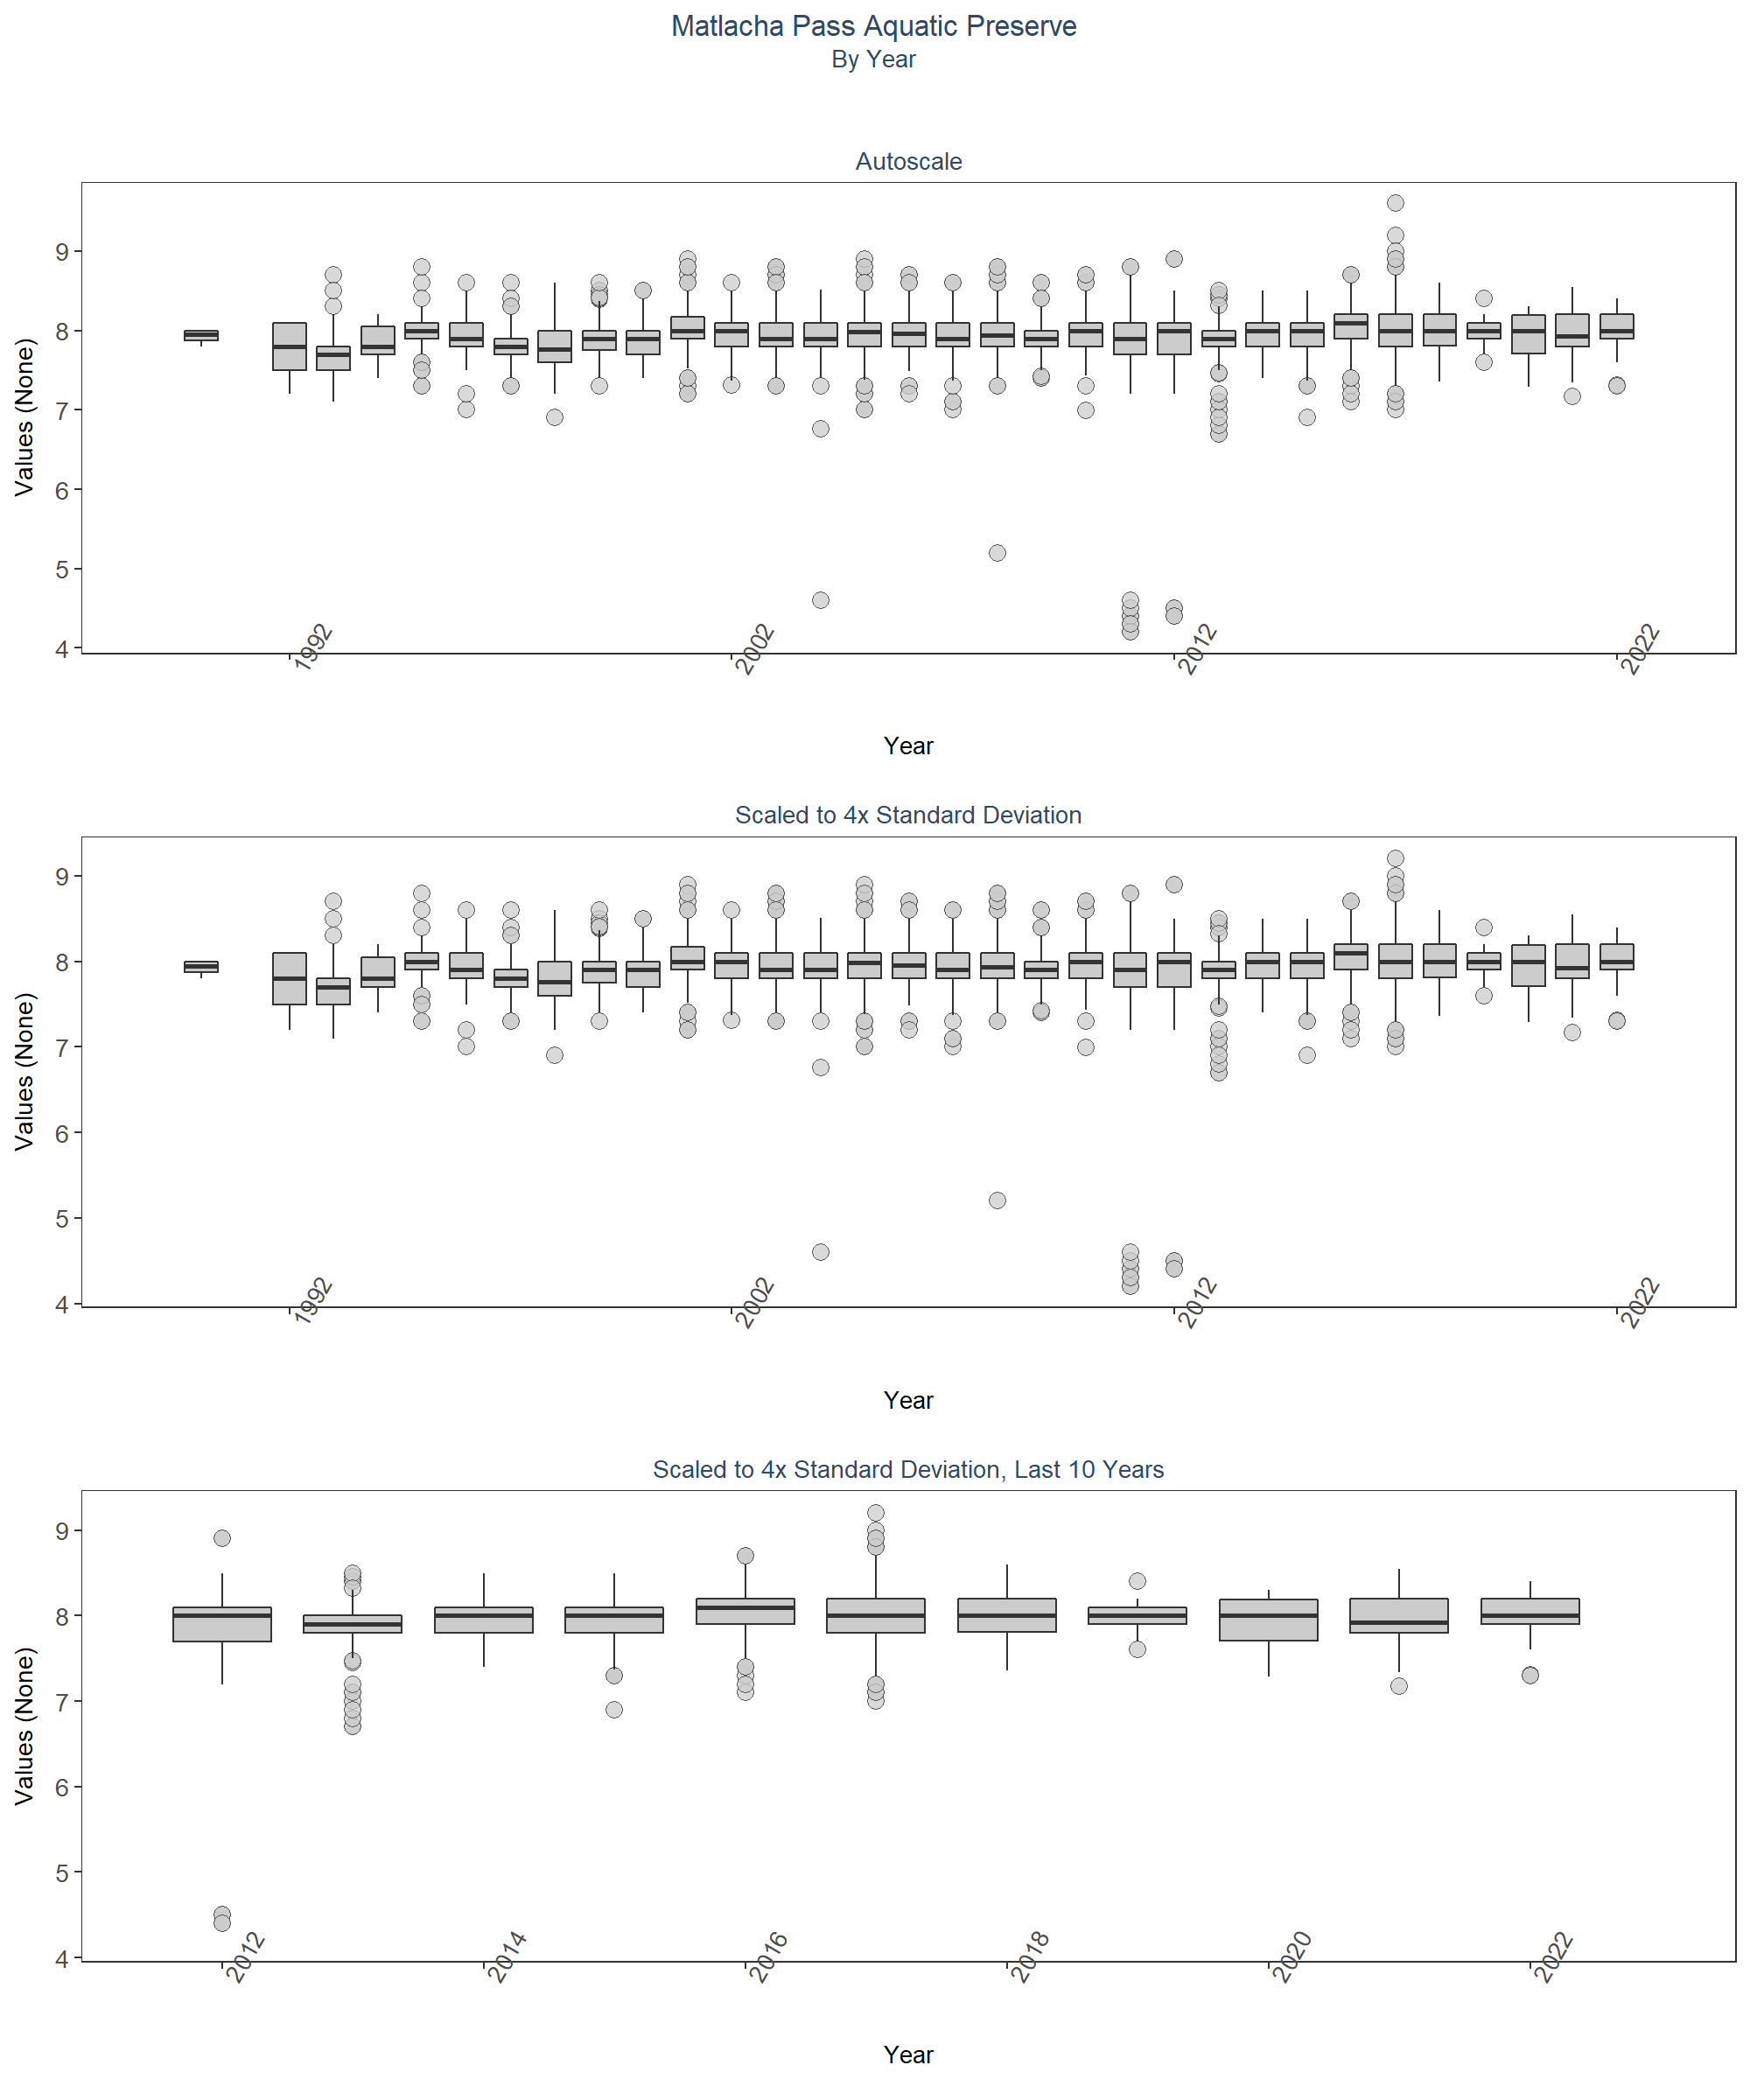 Matlacha Pass Aquatic Preserve
By Year
Autoscale
Values (None)
9
8
7
6
5
4
1992
2002
2012
2022
Year
Scaled to 4x Standard Deviation
Values (None)
9
8
7
6
5
4
1992
2002
2012
2022
Year
Scaled to 4x Standard Deviation, Last 10 Years
Values (None)
9
8
7
6
5
4
2012
2014
2016
2018
2020
2022
Year